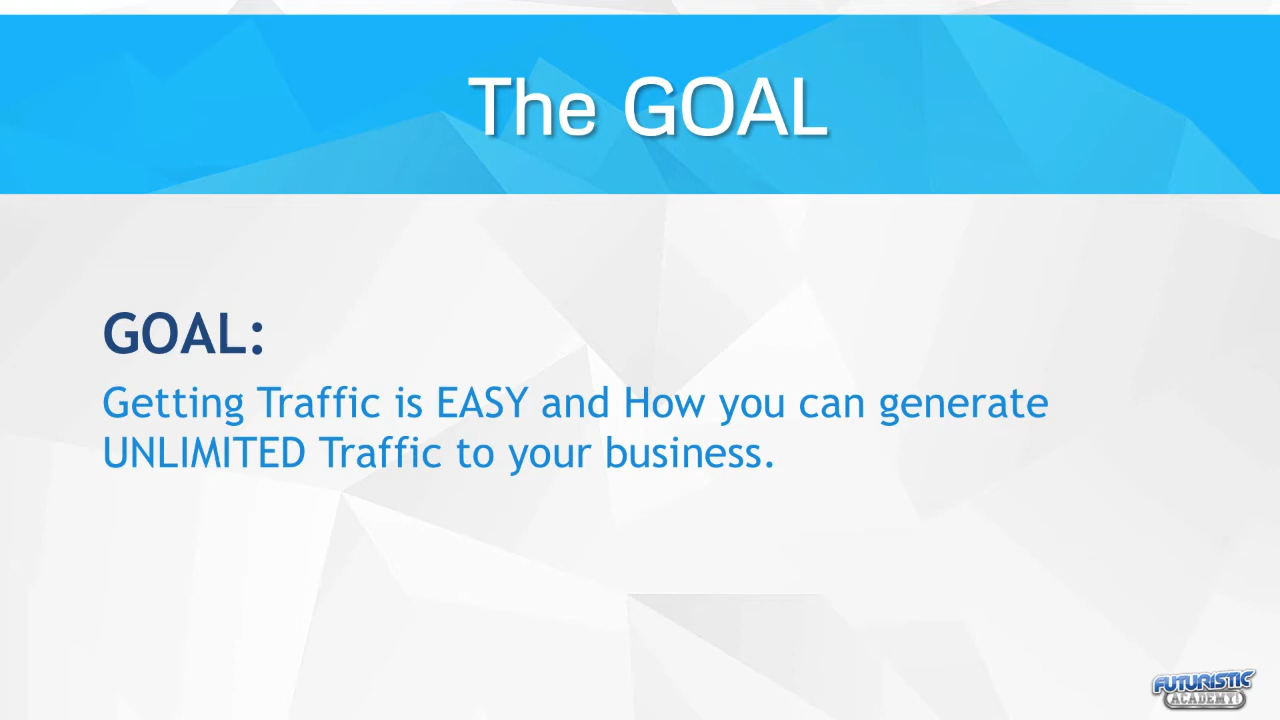 The GOAL
GOAL:
Getting Traffic is EASY and How you can generate
UNLIMITED Traffic to your business.
FUTURISTIC
ACADEMY!